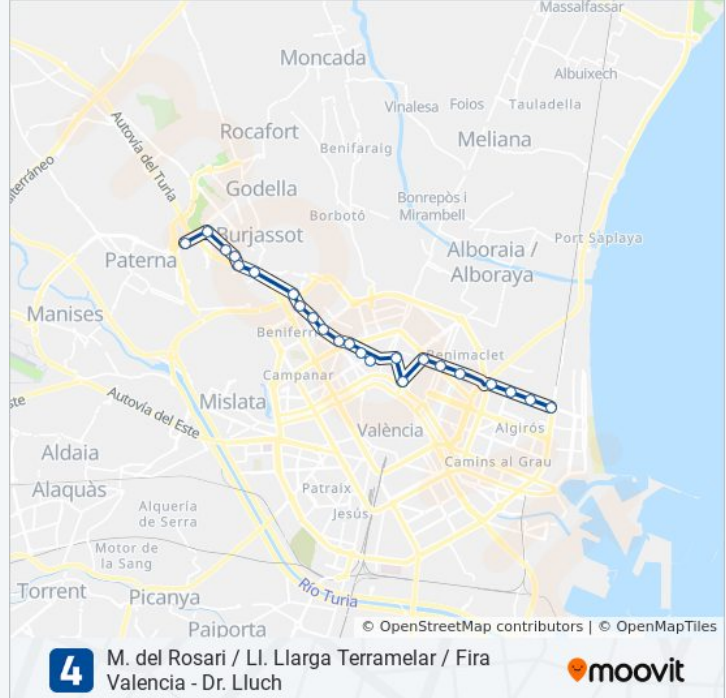 Massalfassar
Moncada
Albuixech
Vinalesa Foios Tauladella
Autovía del Turia
Rocafort
Meliana
Benifaraig
diterráneo
Godella
Bonrepòs i
Mirambell
Borbotó
Burjassot
Port Saplaya
Alboraia /
Alboraya
Paterna
Manises
Beniferri
Benimaclet
Campanar
Autovía del Este
Mislata
València
Algirós
Aldaia
Camins al Grau
Alaquàs
Patraix
Alquería
de Serra
Jesús
Motor de
la Sang
Torrent
Picanya
Río Turia
Paiporta
© OpenStreetMap contributors | © OpenMapTiles
4
M. del Rosari / Ll. Llarga Terramelar / Fira
Valencia - Dr. Lluch
moovit